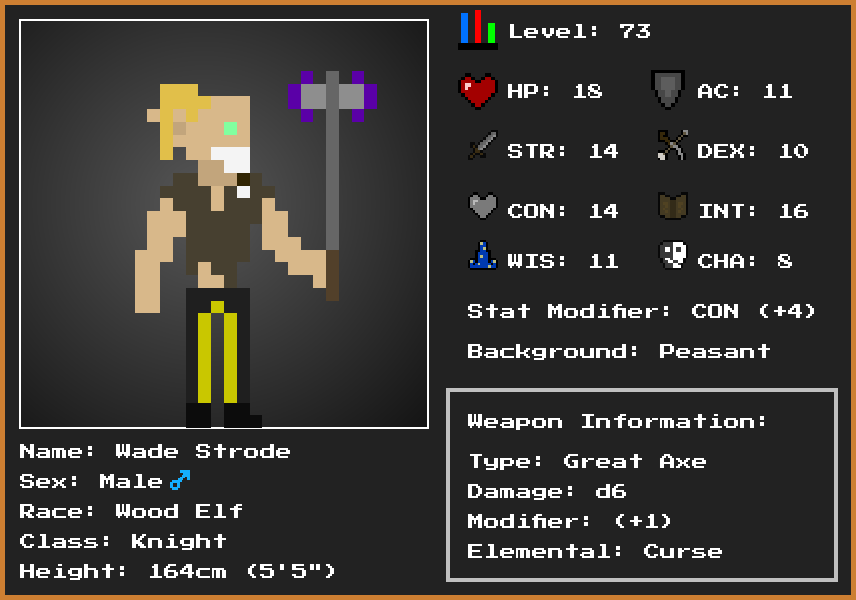 Level: 73
HP: 18 AC: 11
STR: 14 DEX: 10
CON: 14 INT: 16
WIS: 11 CHA: 8
Stat Modifier: CON (+4)
Background: Peasant
Weapon Information:
Type: Great Axe
Damage: d6
Modifier: (+1)
Elemental: Curse
Name: Wade Strode
Sex: Male♂
Race: Wood Elf
Class: Knight
Height: 164cm (5'5")